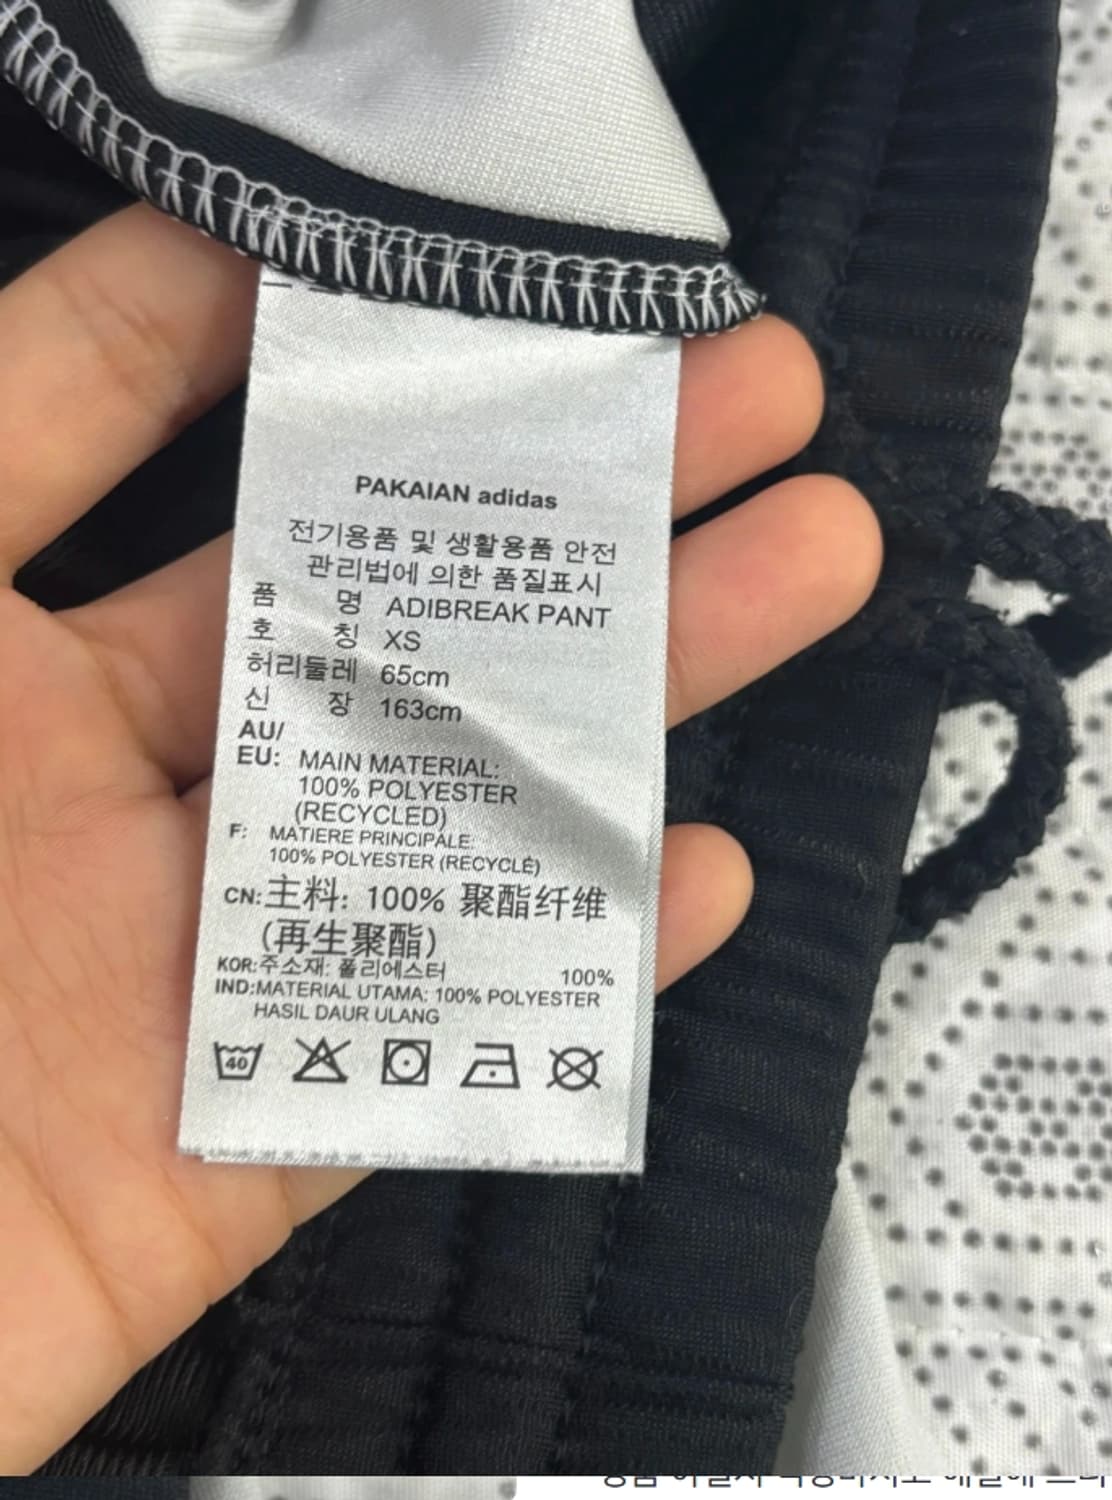 PAKAIAN adidas
전기용품 및 생활용품 안전
관리법에 의한 품질표시
품 명 ADIBREAK PANT
호 칭 XS
허리둘레 65cm
신 장 163cm
AU/
EU: MAIN MATERIAL:
100% POLYESTER
(RECYCLED)
F: MATIERE PRINCIPALE:
100% POLYESTER (RECYCLÉ)
CN:主料: 100% 聚酯纤维
(再生聚酯)
KOR:주소재: 폴리에스터 100%
IND:MATERIAL UTAMA: 100% POLYESTER
HASIL DAUR ULANG
40